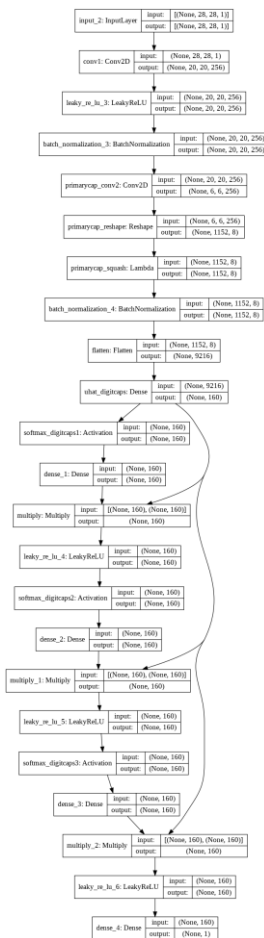 input_2: InputLayer
input: [(None, 28, 28, 1)]
output: [(None, 28, 28, 1)]
conv1: Conv2D
input: (None, 28, 28, 1)
output: (None, 20, 20, 256)
leaky_re_lu_3: LeakyReLU
input: (None, 20, 20, 256)
output: (None, 20, 20, 256)
batch_normalization_3: BatchNormalization
input: (None, 20, 20, 256)
output: (None, 20, 20, 256)
primarycap_conv2: Conv2D
input: (None, 20, 20, 256)
output: (None, 6, 6, 256)
primarycap_reshape: Reshape
input: (None, 6, 6, 256)
output: (None, 1152, 8)
primarycap_squash: Lambda
input: (None, 1152, 8)
output: (None, 1152, 8)
batch_normalization_4: BatchNormalization
input: (None, 1152, 8)
output: (None, 1152, 8)
flatten: Flatten
input: (None, 1152, 8)
output: (None, 9216)
uhat_digitcaps: Dense
input: (None, 9216)
output: (None, 160)
softmax_digitcaps1: Activation
input: (None, 160)
output: (None, 160)
dense_1: Dense
input: (None, 160)
output: (None, 160)
multiply: Multiply
input: [(None, 160), (None, 160)]
output: (None, 160)
leaky_re_lu_4: LeakyReLU
input: (None, 160)
output: (None, 160)
softmax_digitcaps2: Activation
input: (None, 160)
output: (None, 160)
dense_2: Dense
input: (None, 160)
output: (None, 160)
multiply_1: Multiply
input: [(None, 160), (None, 160)]
output: (None, 160)
leaky_re_lu_5: LeakyReLU
input: (None, 160)
output: (None, 160)
softmax_digitcaps3: Activation
input: (None, 160)
output: (None, 160)
dense_3: Dense
input: (None, 160)
output: (None, 160)
multiply_2: Multiply
input: [(None, 160), (None, 160)]
output: (None, 160)
leaky_re_lu_6: LeakyReLU
input: (None, 160)
output: (None, 160)
dense_4: Dense
input: (None, 160)
output: (None, 1)